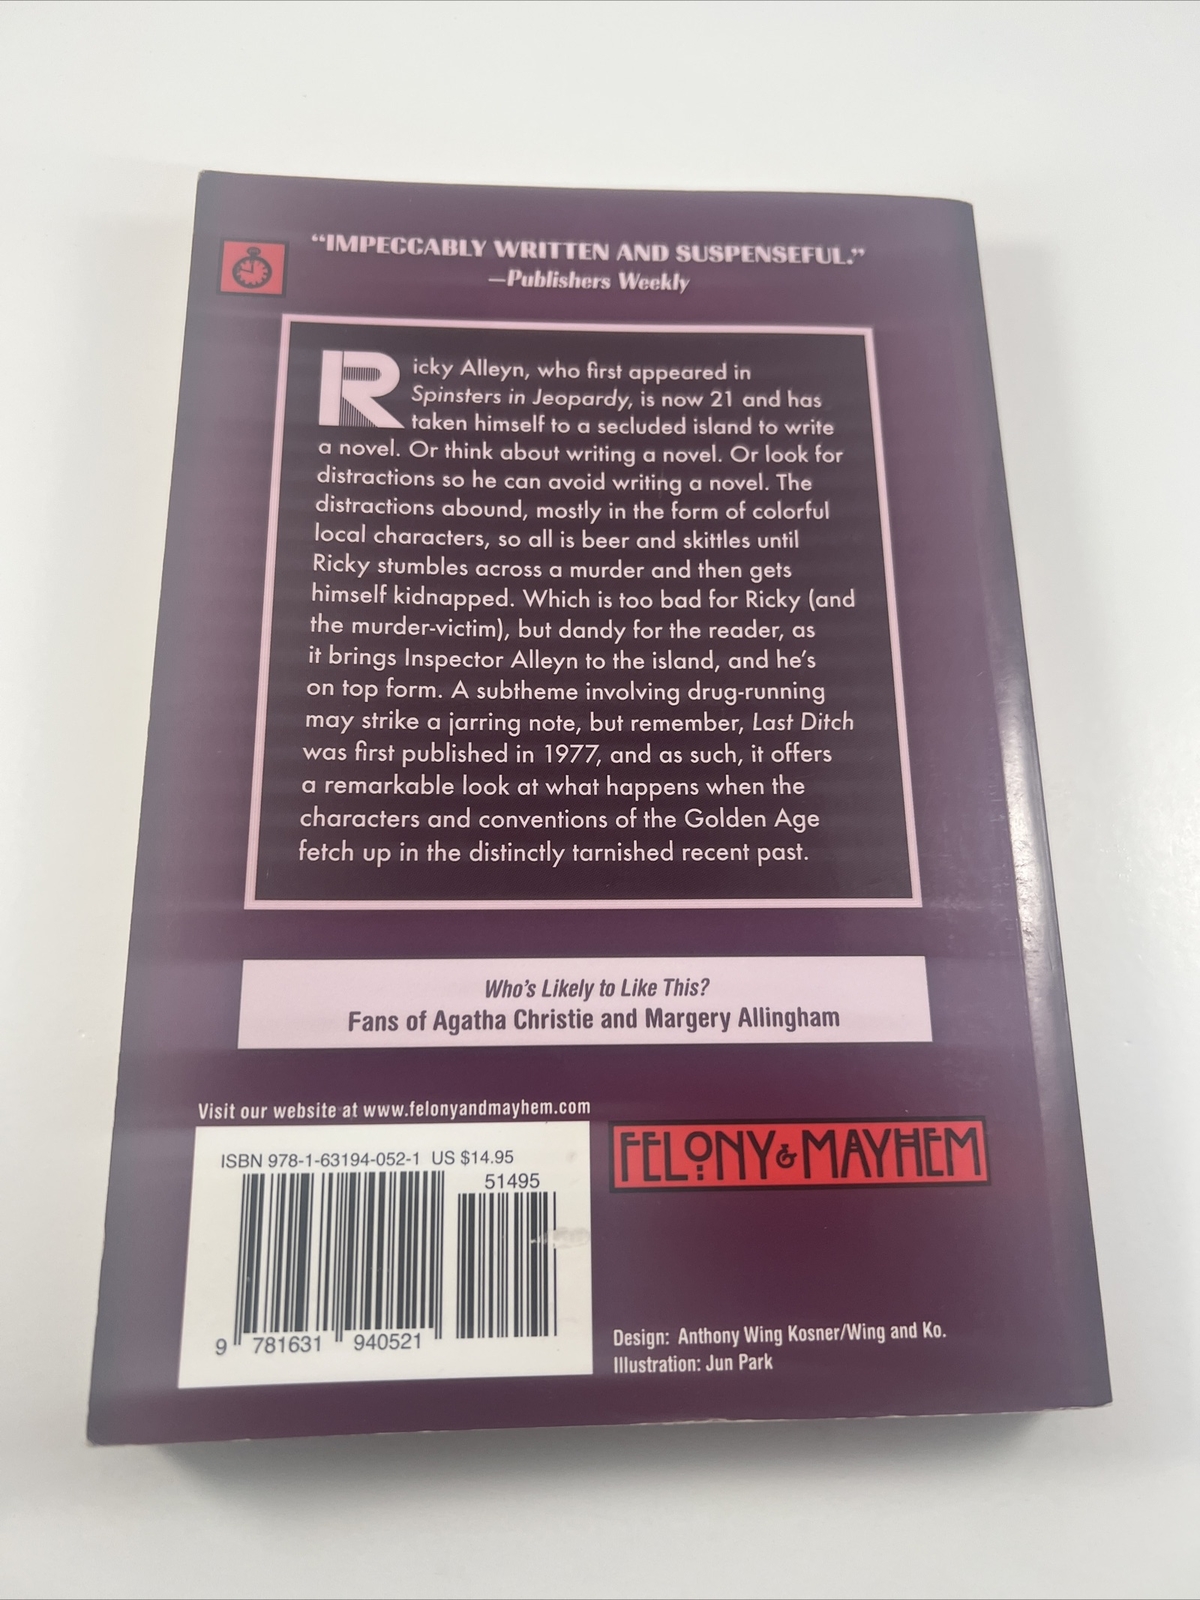 “IMPECCABLY WRITTEN AND SUSPENSEFUL.”
—Publishers Weekly
Ricky Alleyn, who first appeared in
Spinsters in Jeopardy, is now 21 and has
taken himself to a secluded island to write
a novel. Or think about writing a novel. Or look for
distractions so he can avoid writing a novel. The
distractions abound, mostly in the form of colorful
local characters, so all is beer and skittles until
Ricky stumbles across a murder and then gets
himself kidnapped. Which is too bad for Ricky (and
the murder-victim), but dandy for the reader, as
it brings Inspector Alleyn to the island, and he’s
on top form. A subtheme involving drug-running
may strike a jarring note, but remember, Last Ditch
was first published in 1977, and as such, it offers
a remarkable look at what happens when the
characters and conventions of the Golden Age
fetch up in the distinctly tarnished recent past.
Who’s Likely to Like This?
Fans of Agatha Christie and Margery Allingham
Visit our website at www.felonyandmayhem.com
ISBN 978-1-63194-052-1 US $14.95
51495
9 781631 940521
FELONY & MAYHEM
Design: Anthony Wing Kosner/Wing and Ko.
Illustration: Jun Park